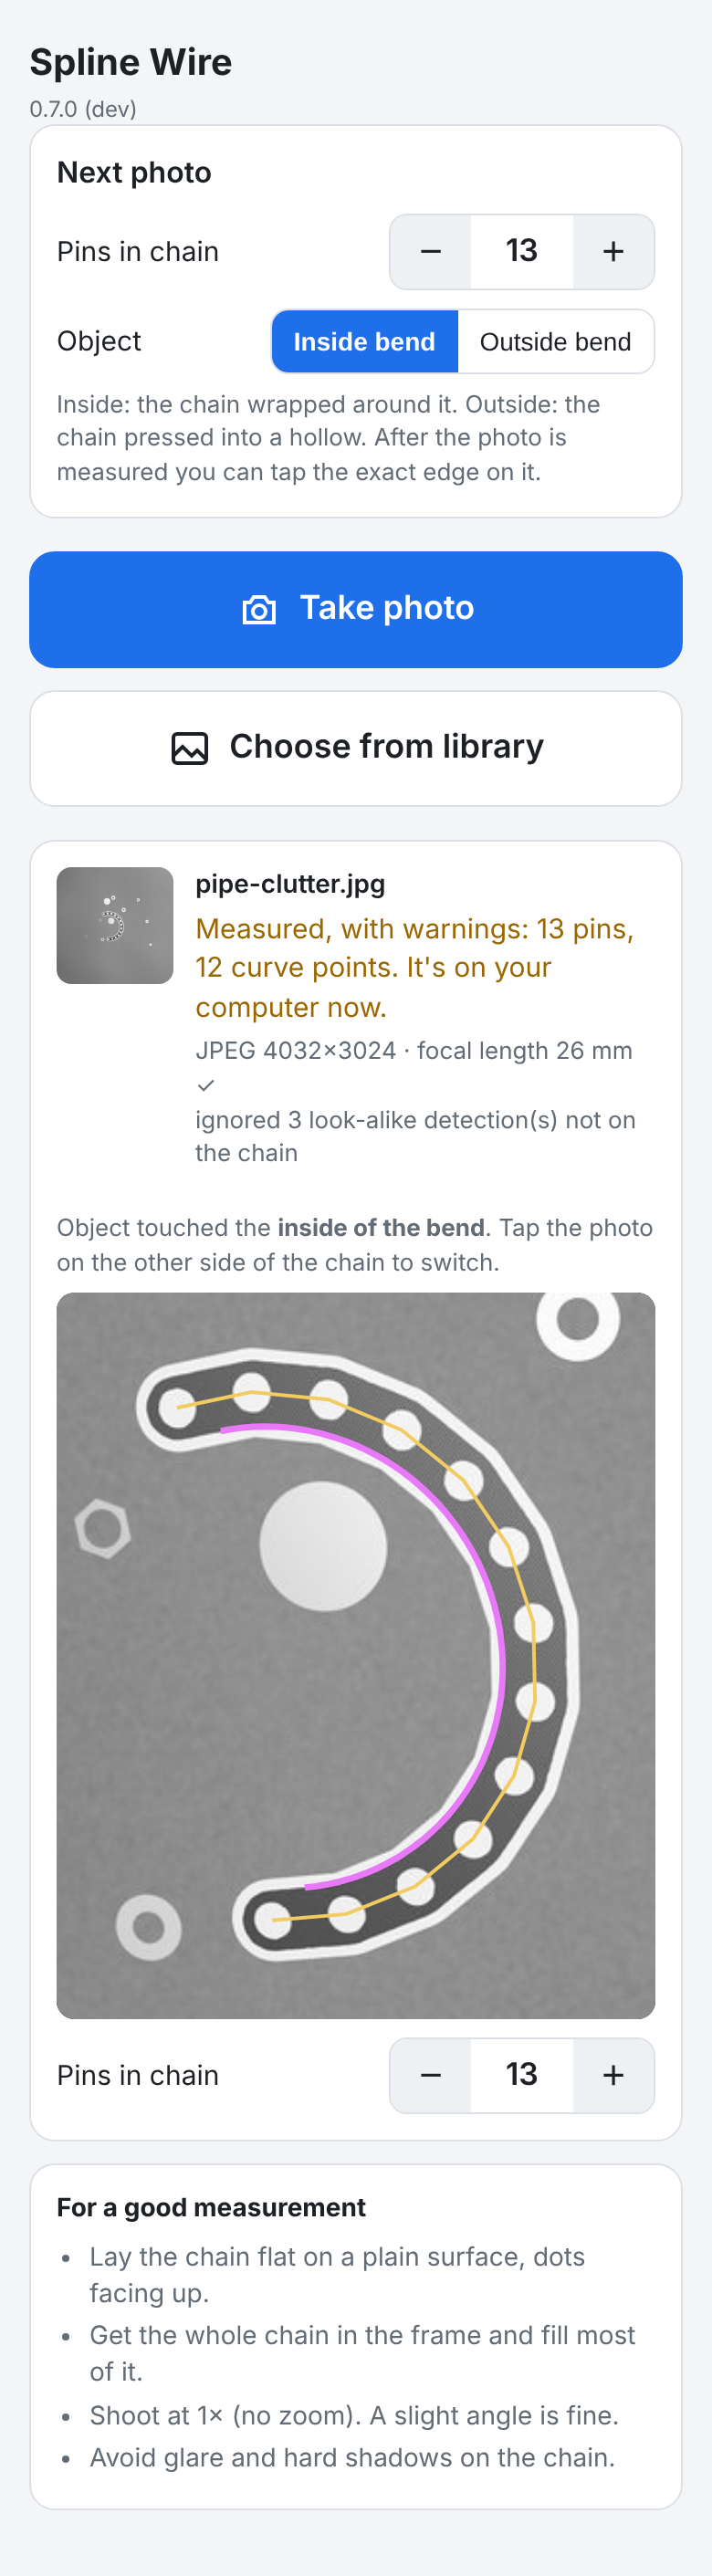 Spline Wire
0.7.0 (dev)
Next photo
Pins in chain
− 13 +
Object
Inside bend Outside bend
Inside: the chain wrapped around it. Outside: the
chain pressed into a hollow. After the photo is
measured you can tap the exact edge on it.
Take photo
Choose from library
pipe-clutter.jpg
Measured, with warnings: 13 pins,
12 curve points. It's on your
computer now.
JPEG 4032×3024 · focal length 26 mm
✓
ignored 3 look-alike detection(s) not on
the chain
Object touched the inside of the bend. Tap the photo
on the other side of the chain to switch.
Pins in chain
− 13 +
For a good measurement
• Lay the chain flat on a plain surface, dots
facing up.
• Get the whole chain in the frame and fill most
of it.
• Shoot at 1× (no zoom). A slight angle is fine.
• Avoid glare and hard shadows on the chain.